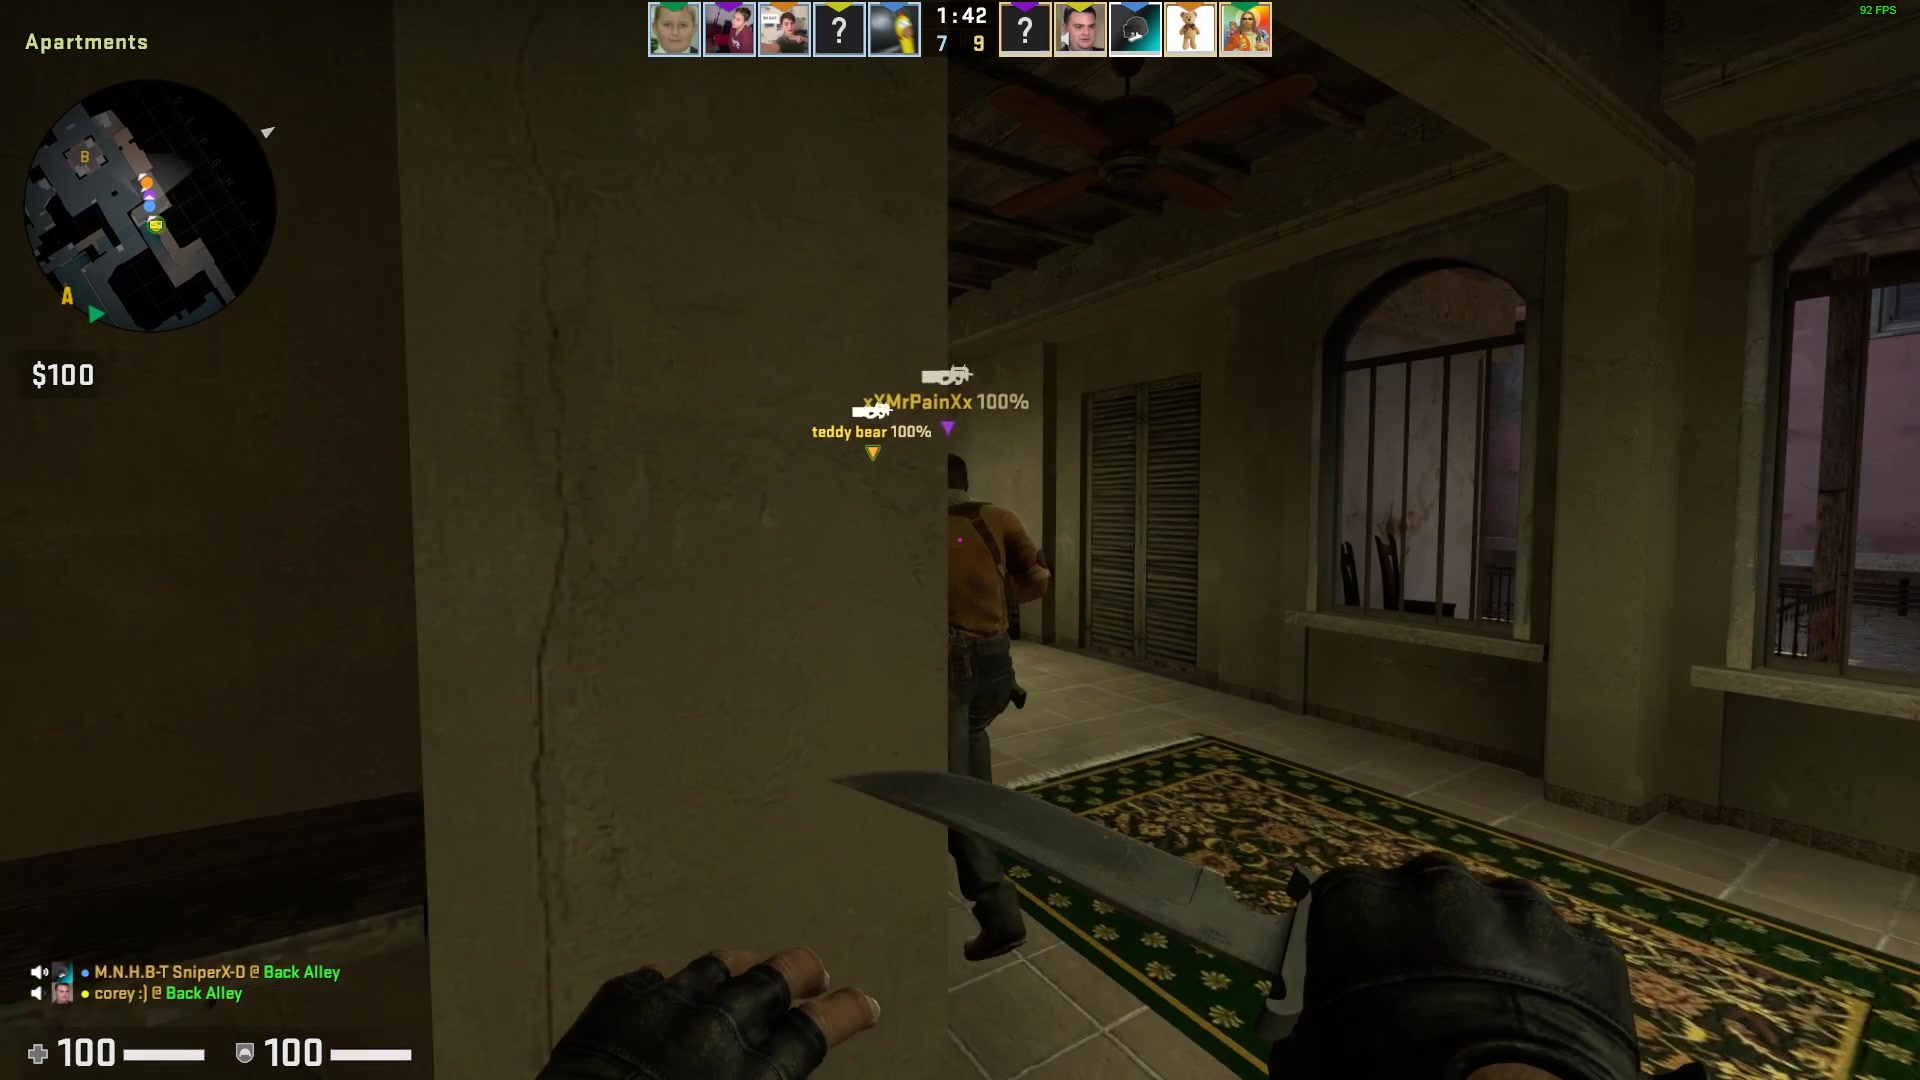 92 FPS
1:42
7 9
? ?
Apartments
B
A
$100
xXMrPainXx 100%
teddy bear 100%
M.N.H.B-T SniperX-D @ Back Alley
corey :) @ Back Alley
100 100